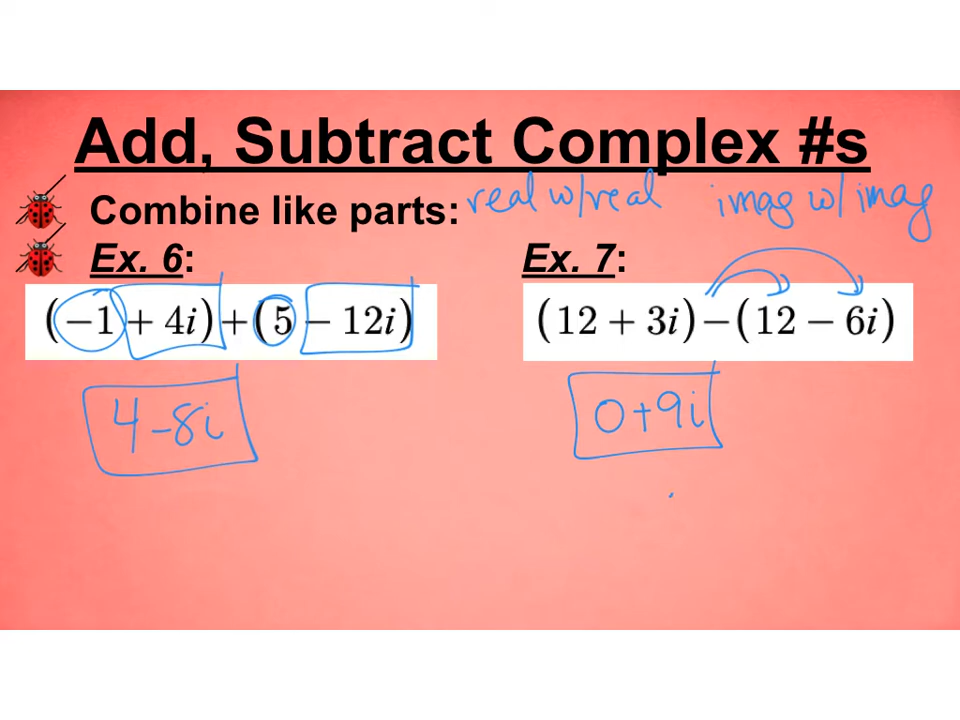 Add, Subtract Complex #s
Combine like parts: real w/real imag w/ imag
Ex. 6: Ex. 7:
(−1 + 4i) + (5 − 12i) (12 + 3i) − (12 − 6i)
4 − 8i 0 + 9i